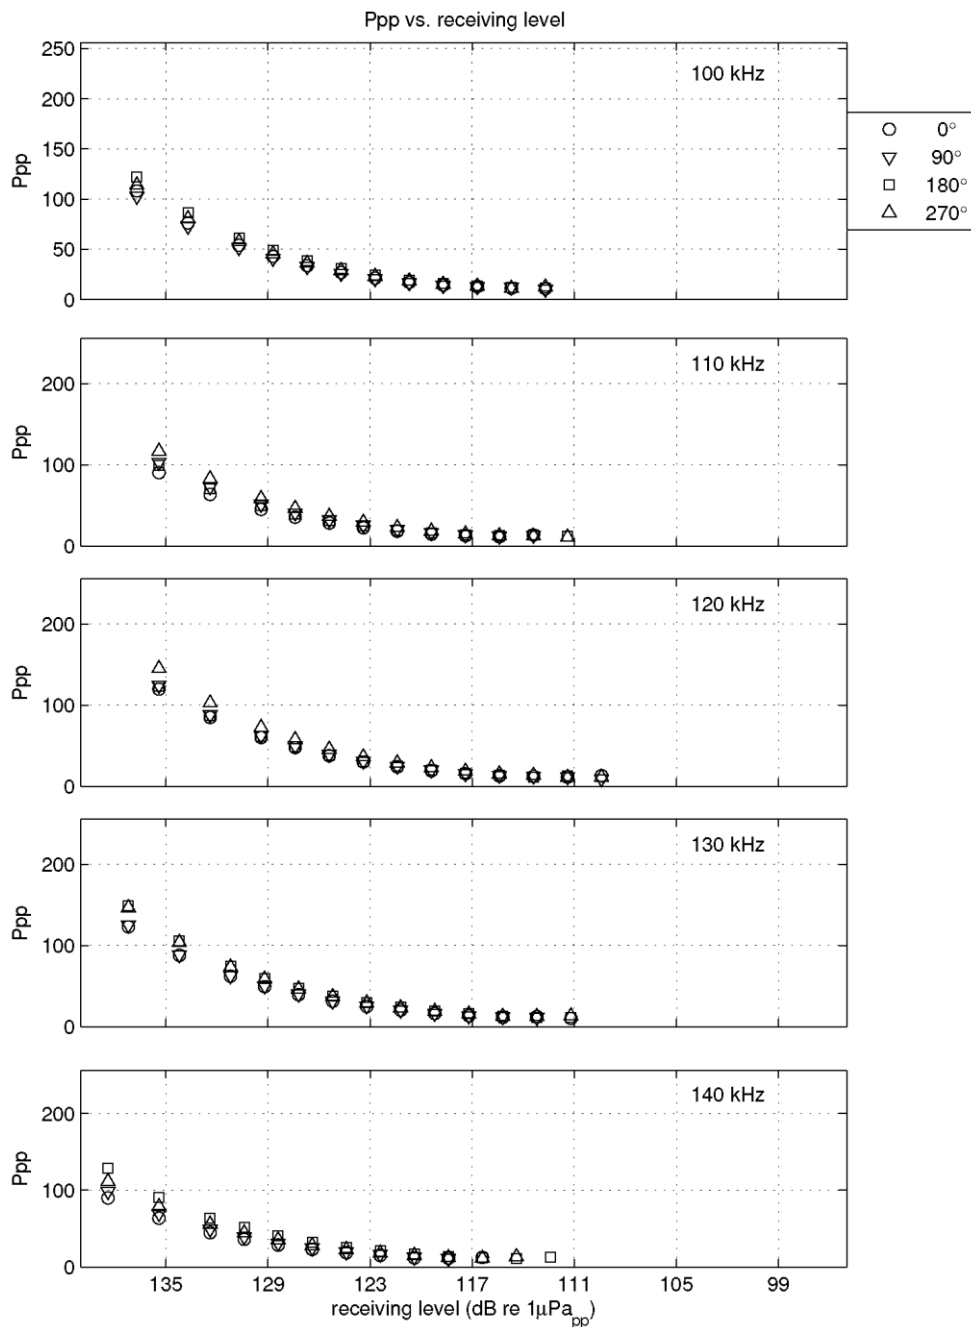 Ppp vs. receiving level
250
200
150
100
50
0
Ppp
100 kHz
0°
90°
180°
270°
200
100
0
Ppp
110 kHz
200
100
0
Ppp
120 kHz
200
100
0
Ppp
130 kHz
200
100
0
Ppp
140 kHz
135 129 123 117 111 105 99
receiving level (dB re 1μPapp)